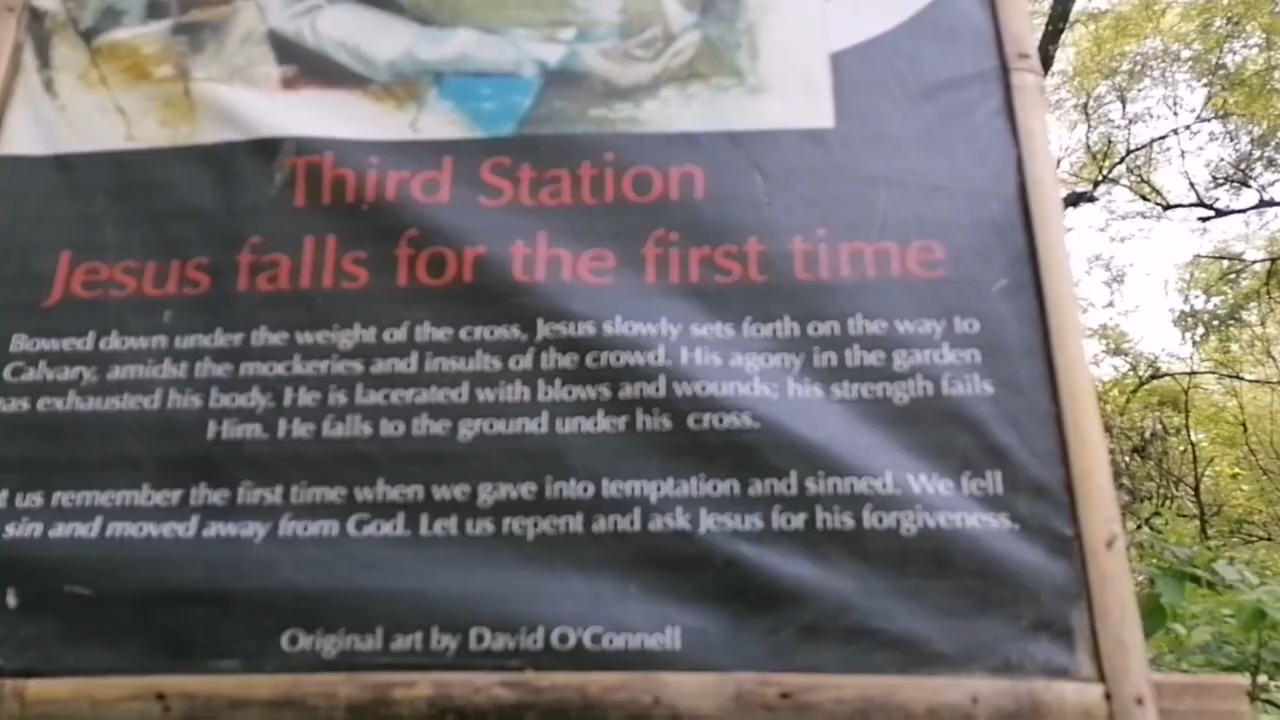 Third Station
Jesus falls for the first time
Bowed down under the weight of the cross, Jesus slowly sets forth on the way to
Calvary, amidst the mockeries and insults of the crowd. His agony in the garden
has exhausted his body. He is lacerated with blows and wounds; his strength fails
Him. He falls to the ground under his cross.
us remember the first time when we gave into temptation and sinned. We fell
sin and moved away from God. Let us repent and ask Jesus for his forgiveness.
Original art by David O'Connell